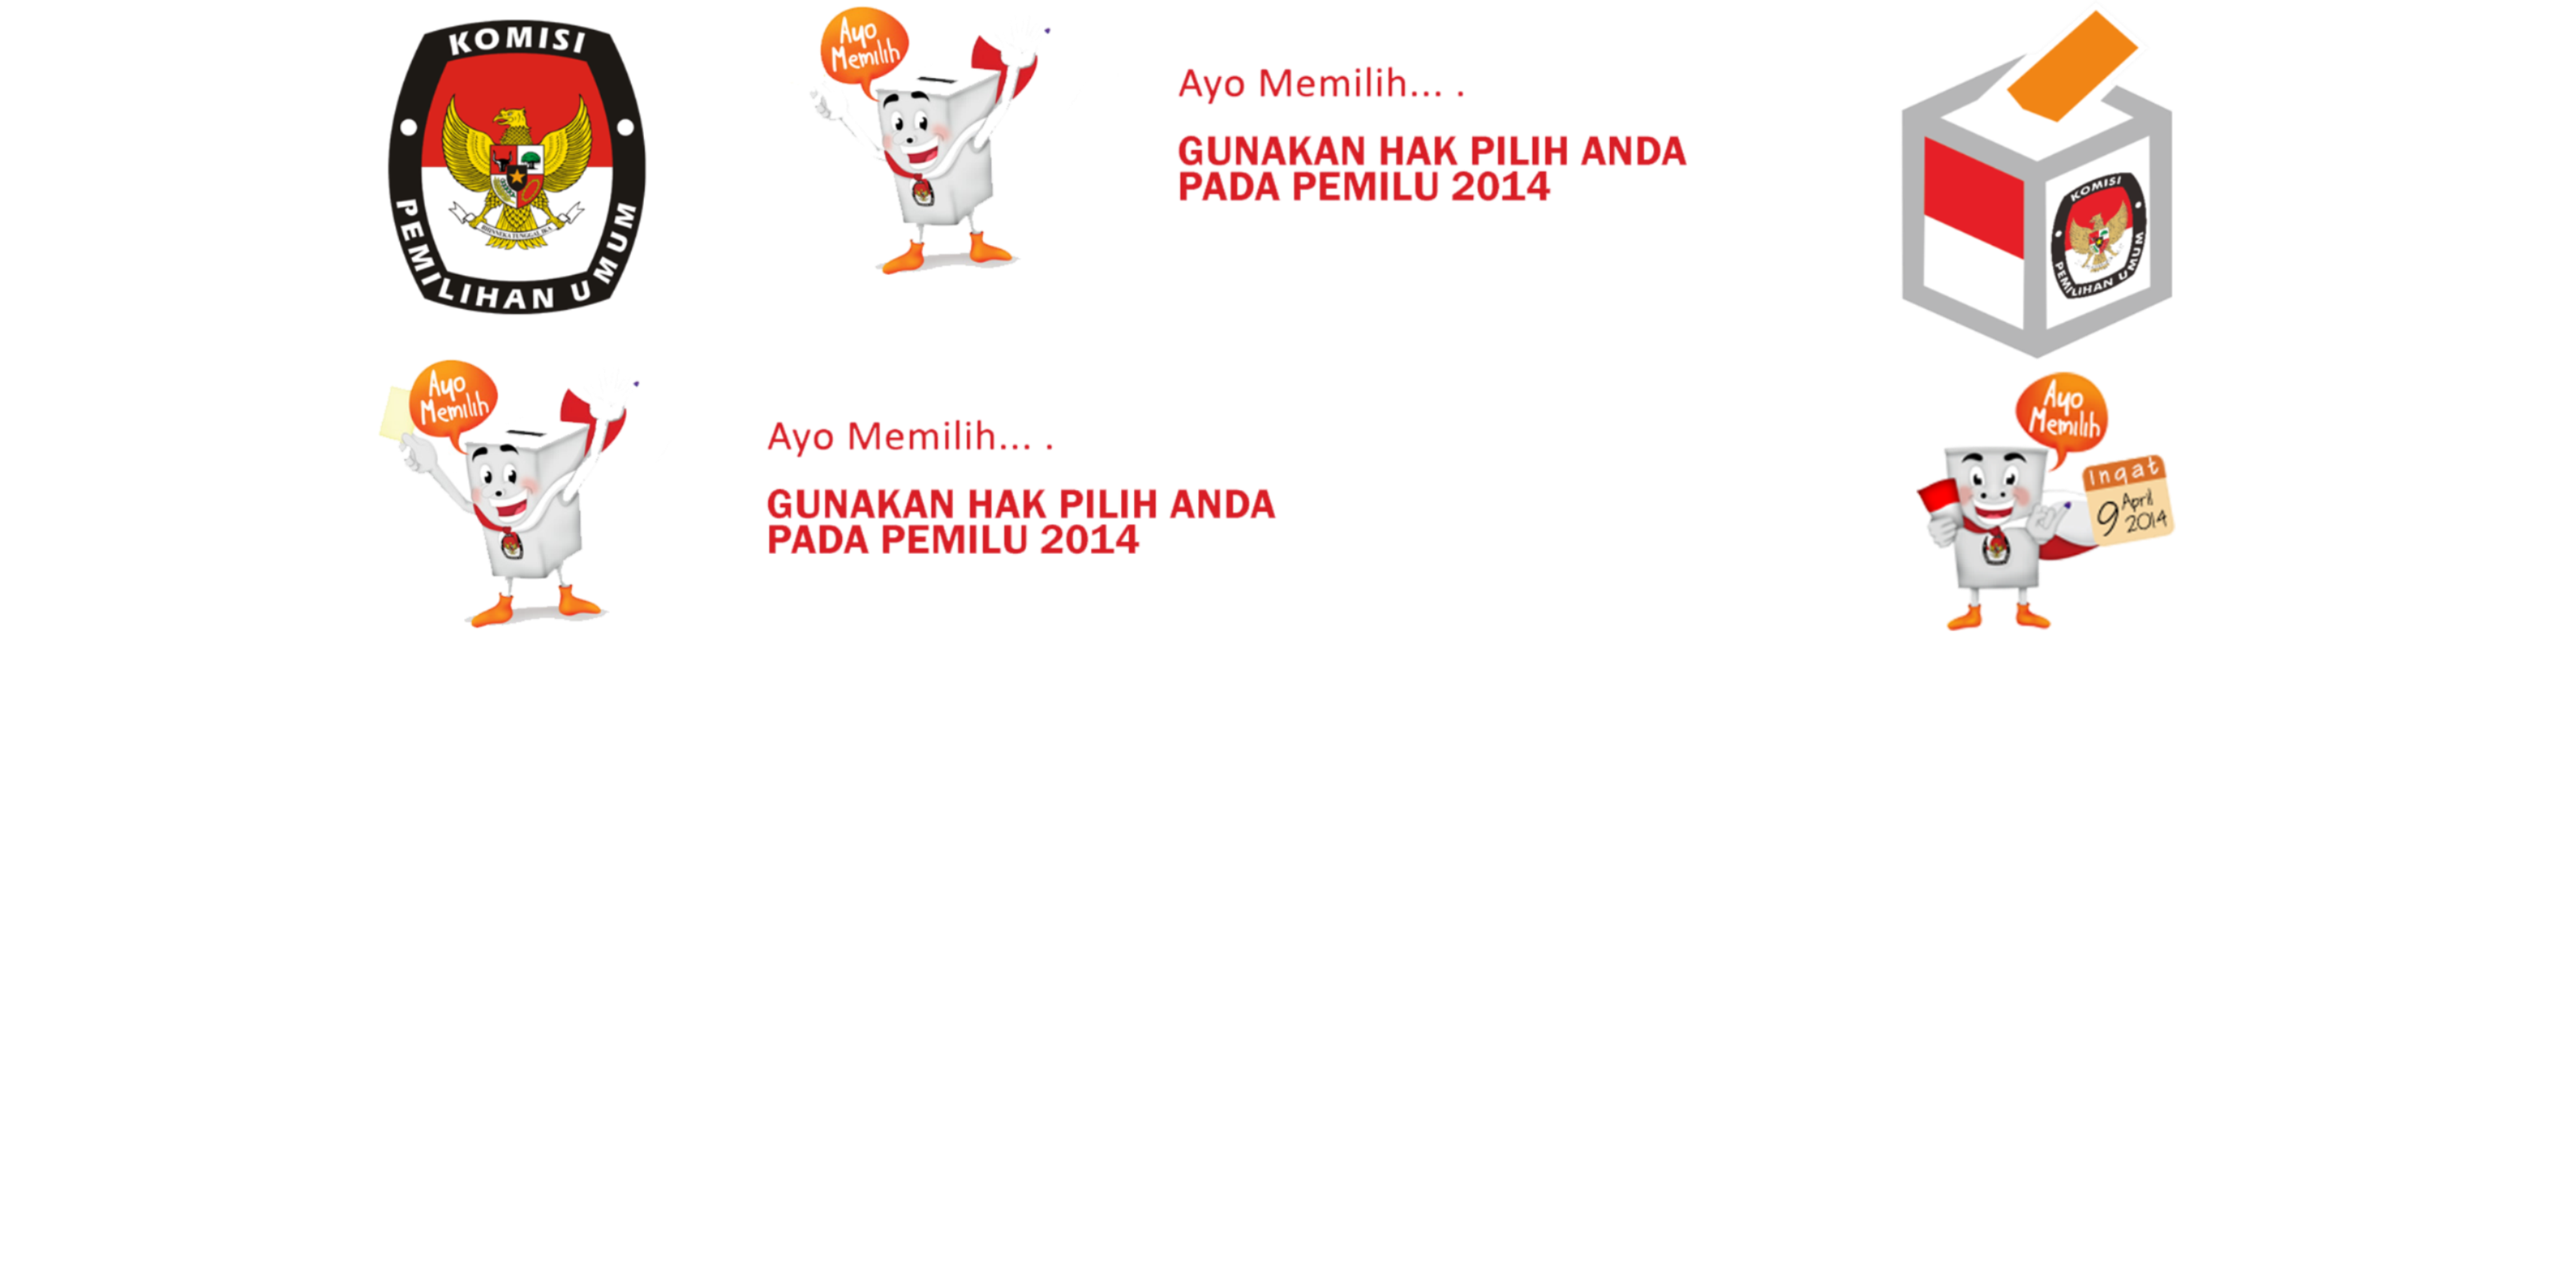 KOMISI
PEMILIHAN UMUM
Ayo
Memilih
Ayo Memilih... .
GUNAKAN HAK PILIH ANDA
PADA PEMILU 2014
KOMISI
PEMILIHAN UMUM
Ayo
Memilih
Ayo Memilih... .
GUNAKAN HAK PILIH ANDA
PADA PEMILU 2014
Ayo
Memilih
Ingat
9 April
2014